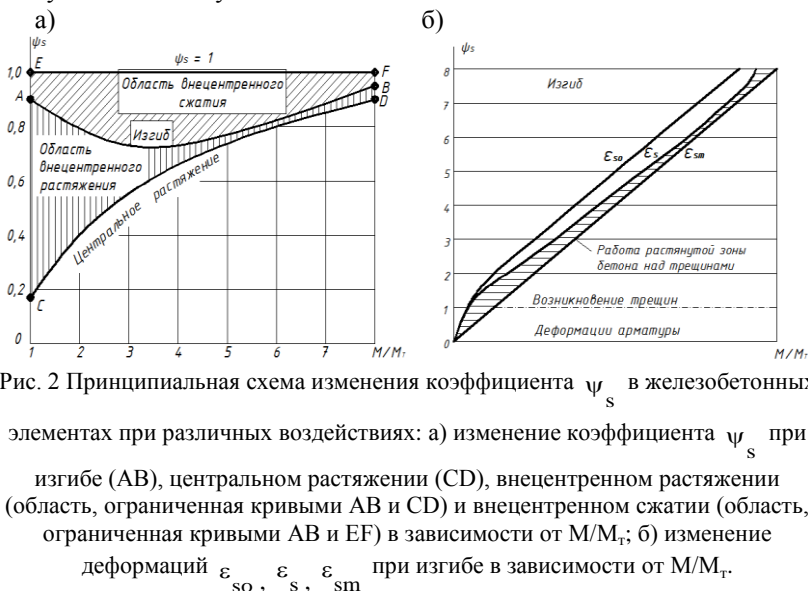 а)
б)
ψs
E
ψs = 1
F
1,0
Область внецентренного
сжатия
B
A
D
0,8
Изгиб
Область
внецентренного
растяжения
0,6
Центральное растяжение
0,4
0,2
C
0
1 2 3 4 5 6 7 M/Mт
ψs
8
Изгиб
7
6
εso εs εsm
5
4
3
Работа растянутой зоны
бетона над трещинами
2
Возникновение трещин
1
Деформации арматуры
0
M/Mт
Рис. 2 Принципиальная схема изменения коэффициента ψs в железобетонных
элементах при различных воздействиях: а) изменение коэффициента ψs при
изгибе (AB), центральном растяжении (CD), внецентренном растяжении
(область, ограниченная кривыми AB и CD) и внецентренном сжатии (область,
ограниченная кривыми AB и EF) в зависимости от M/Mт; б) изменение
деформаций εso , εs , εsm при изгибе в зависимости от M/Mт.